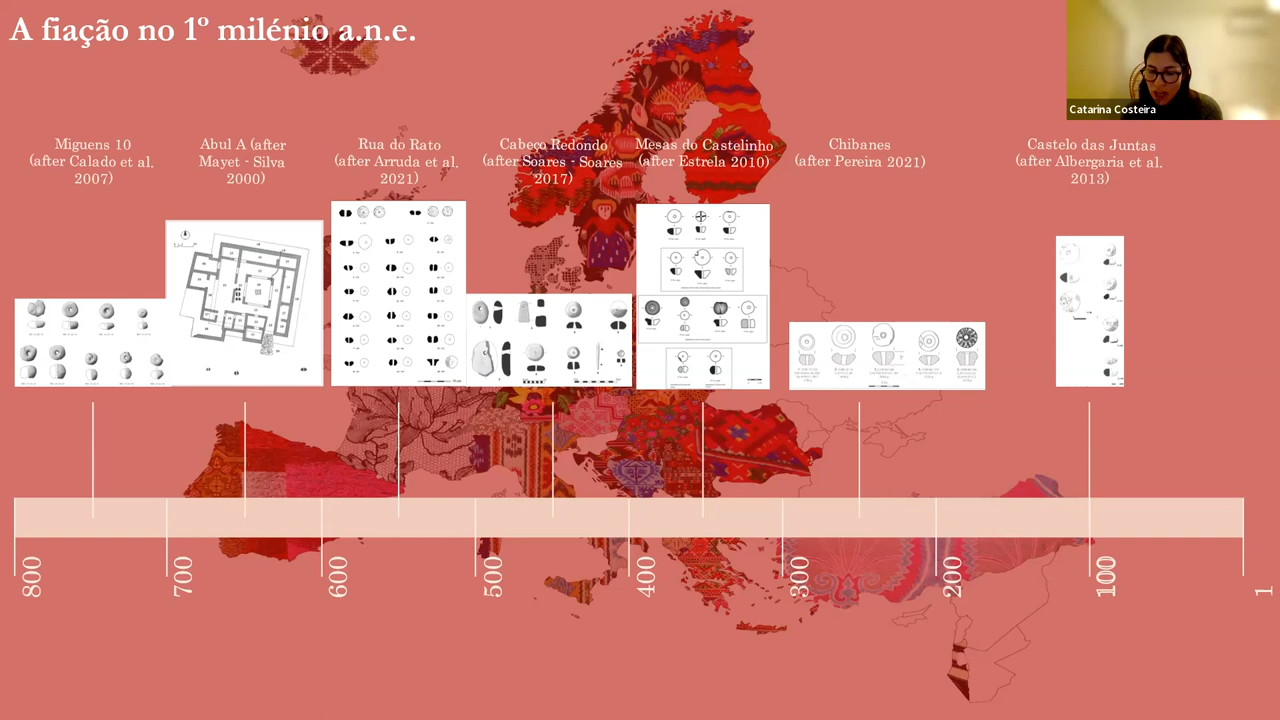 A fiação no 1º milénio a.n.e.
Catarina Costeira
Miguens 10
(after Calado et al.
2007)
Abul A (after
Mayet - Silva
2000)
Rua do Rato
(after Arruda et al.
2021)
Cabeço Redondo
(after Soares - Soares
2017)
Mesas do Castelinho
(after Estrela 2010)
Chibanes
(after Pereira 2021)
Castelo das Juntas
(after Albergaria et al.
2013)
800
700
600
500
400
300
200
100
1